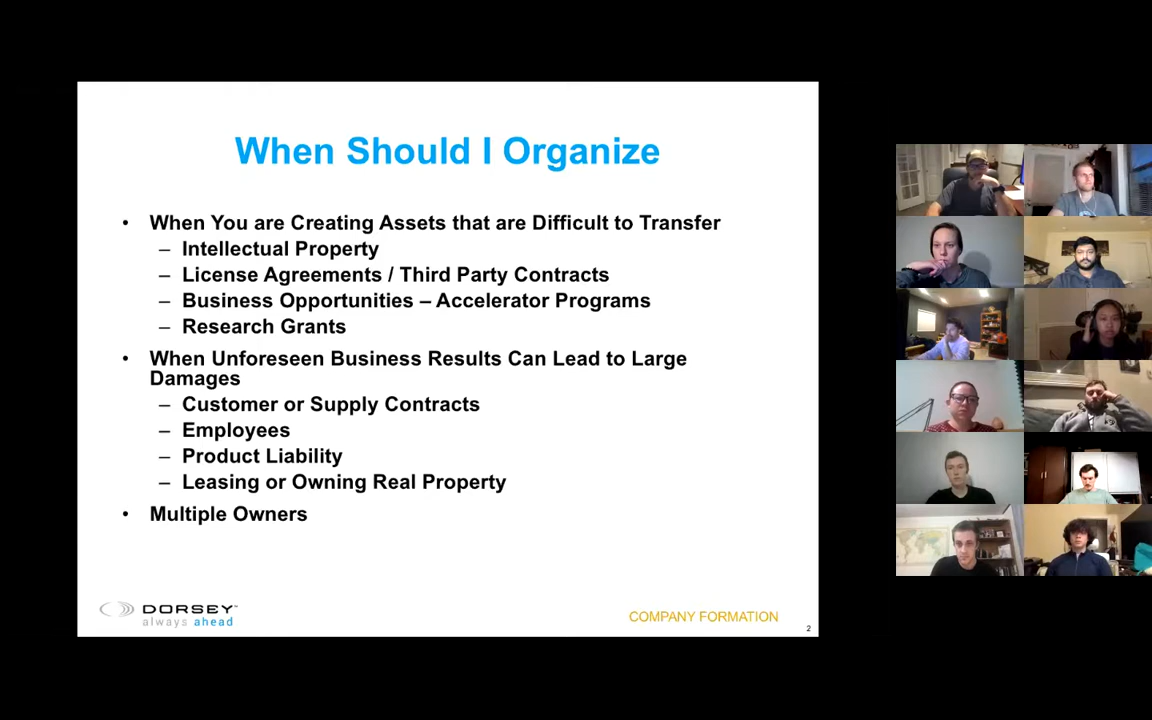 When Should I Organize
• When You are Creating Assets that are Difficult to Transfer
– Intellectual Property
– License Agreements / Third Party Contracts
– Business Opportunities – Accelerator Programs
– Research Grants
• When Unforeseen Business Results Can Lead to Large
Damages
– Customer or Supply Contracts
– Employees
– Product Liability
– Leasing or Owning Real Property
• Multiple Owners
DORSEY™
always ahead
COMPANY FORMATION
2